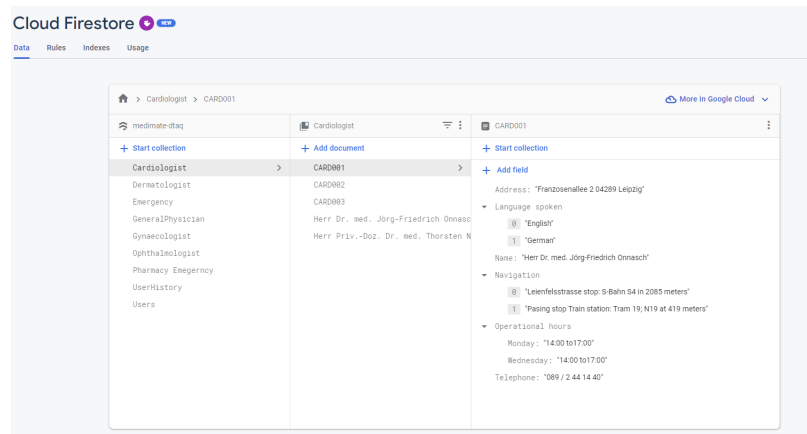 Cloud Firestore NEW
Data Rules Indexes Usage
Cardiologist > CARD001
More in Google Cloud
medimate-dtaq
Cardiologist
CARD001
+ Start collection
+ Add document
+ Start collection
Cardiologist
Dermatologist
Emergency
GeneralPhysician
Gynaecologist
Ophthalmologist
Pharmacy Emegerncy
UserHistory
Users
CARD001
CARD002
CARD003
Herr Dr. med. Jörg-Friedrich Onnasc
Herr Priv.-Doz. Dr. med. Thorsten N
+ Add field
Address: "Franzosenallee 2 04289 Leipzig"
Language spoken
0 "English"
1 "German"
Name: "Herr Dr. med. Jörg-Friedrich Onnasch"
Navigation
0 "Leienfelsstrasse stop: S-Bahn S4 in 2085 meters"
1 "Pasing stop Train station: Tram 19; N19 at 419 meters"
Operational hours
Monday: "14:00 to17:00"
Wednesday: "14:00 to17:00"
Telephone: "089 / 2 44 14 40"